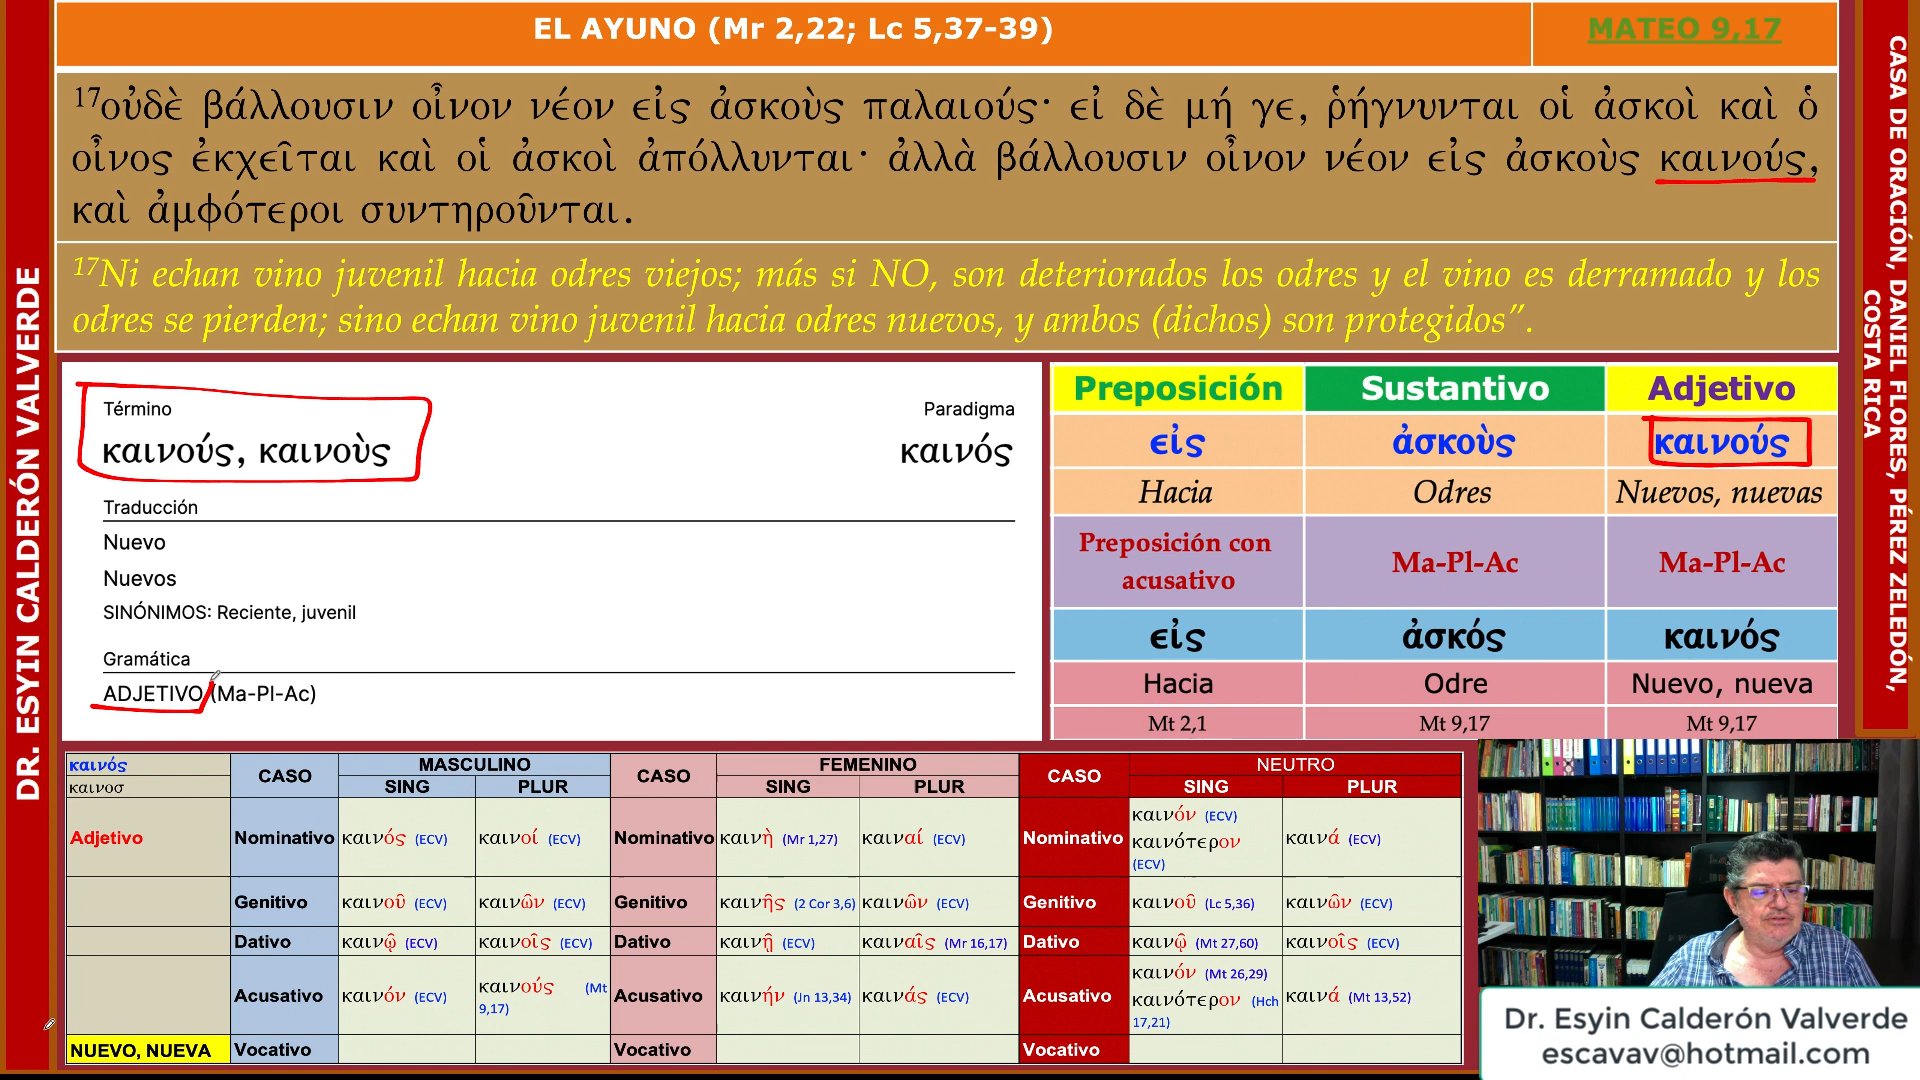 EL AYUNO (Mr 2,22; Lc 5,37-39)
MATEO 9,17
¹⁷οὐδὲ βάλλουσιν οἶνον νέον εἰς ἀσκοὺς παλαιούς· εἰ δὲ μή γε, ῥήγνυνται οἱ ἀσκοὶ καὶ ὁ
οἶνος ἐκχεῖται καὶ οἱ ἀσκοὶ ἀπόλλυνται· ἀλλὰ βάλλουσιν οἶνον νέον εἰς ἀσκοὺς καινούς,
καὶ ἀμφότεροι συντηροῦνται.
¹⁷Ni echan vino juvenil hacia odres viejos; más si NO, son deteriorados los odres y el vino es derramado y los
odres se pierden; sino echan vino juvenil hacia odres nuevos, y ambos (dichos) son protegidos”.
DR. ESYIN CALDERÓN VALVERDE
CASA DE ORACIÓN, DANIEL FLORES, PÉREZ ZELEDÓN,
COSTA RICA
Término Paradigma
καινούς, καινοὺς καινός
Traducción
Nuevo
Nuevos
SINÓNIMOS: Reciente, juvenil
Gramática
ADJETIVO (Ma-Pl-Ac)
Preposición Sustantivo Adjetivo
εἰς ἀσκοὺς καινούς
Hacia Odres Nuevos, nuevas
Preposición con
acusativo Ma-Pl-Ac Ma-Pl-Ac
εἰς ἀσκός καινός
Hacia Odre Nuevo, nueva
Mt 2,1 Mt 9,17 Mt 9,17
καινός CASO MASCULINO CASO FEMENINO CASO NEUTRO
καινοσ SING PLUR SING PLUR SING PLUR
Adjetivo Nominativo καινός (ECV) καινοί (ECV) Nominativo καινὴ (Mr 1,27) καιναί (ECV) Nominativo καινόν (ECV) καινότερον (ECV) καινά (ECV)
Genitivo καινοῦ (ECV) καινῶν (ECV) Genitivo καινῆς (2 Cor 3,6) καινῶν (ECV) Genitivo καινοῦ (Lc 5,36) καινῶν (ECV)
Dativo καινῷ (ECV) καινοῖς (ECV) Dativo καινῇ (ECV) καιναῖς (Mr 16,17) Dativo καινῷ (Mt 27,60) καινοῖς (ECV)
Acusativo καινόν (ECV) καινούς (Mt 9,17) Acusativo καινήν (Jn 13,34) καινάς (ECV) Acusativo καινόν (Mt 26,29) καινότερον (Hch 17,21) καινά (Mt 13,52)
NUEVO, NUEVA Vocativo Vocativo Vocativo
Dr. Esyin Calderón Valverde
escavav@hotmail.com